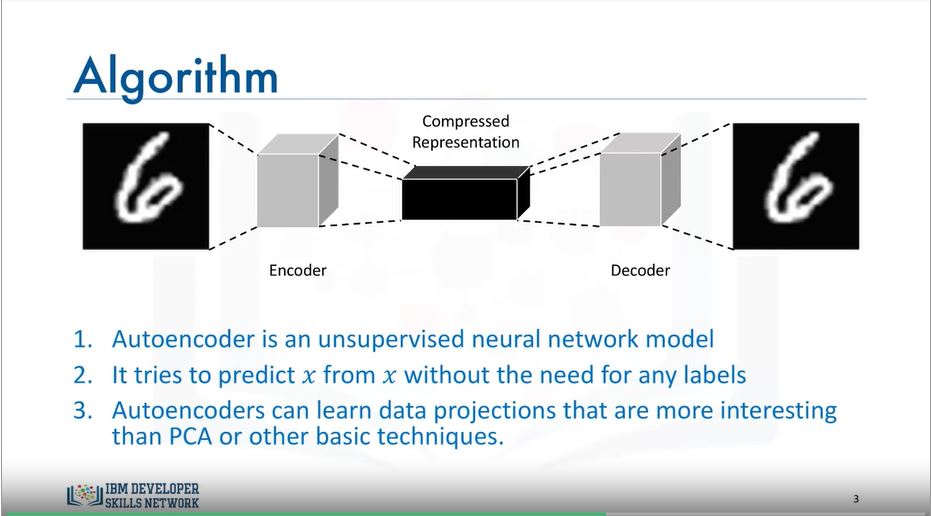 Algorithm
Compressed
Representation
Encoder
Decoder
1. Autoencoder is an unsupervised neural network model
2. It tries to predict x from x without the need for any labels
3. Autoencoders can learn data projections that are more interesting
than PCA or other basic techniques.
IBM DEVELOPER
SKILLS NETWORK
3